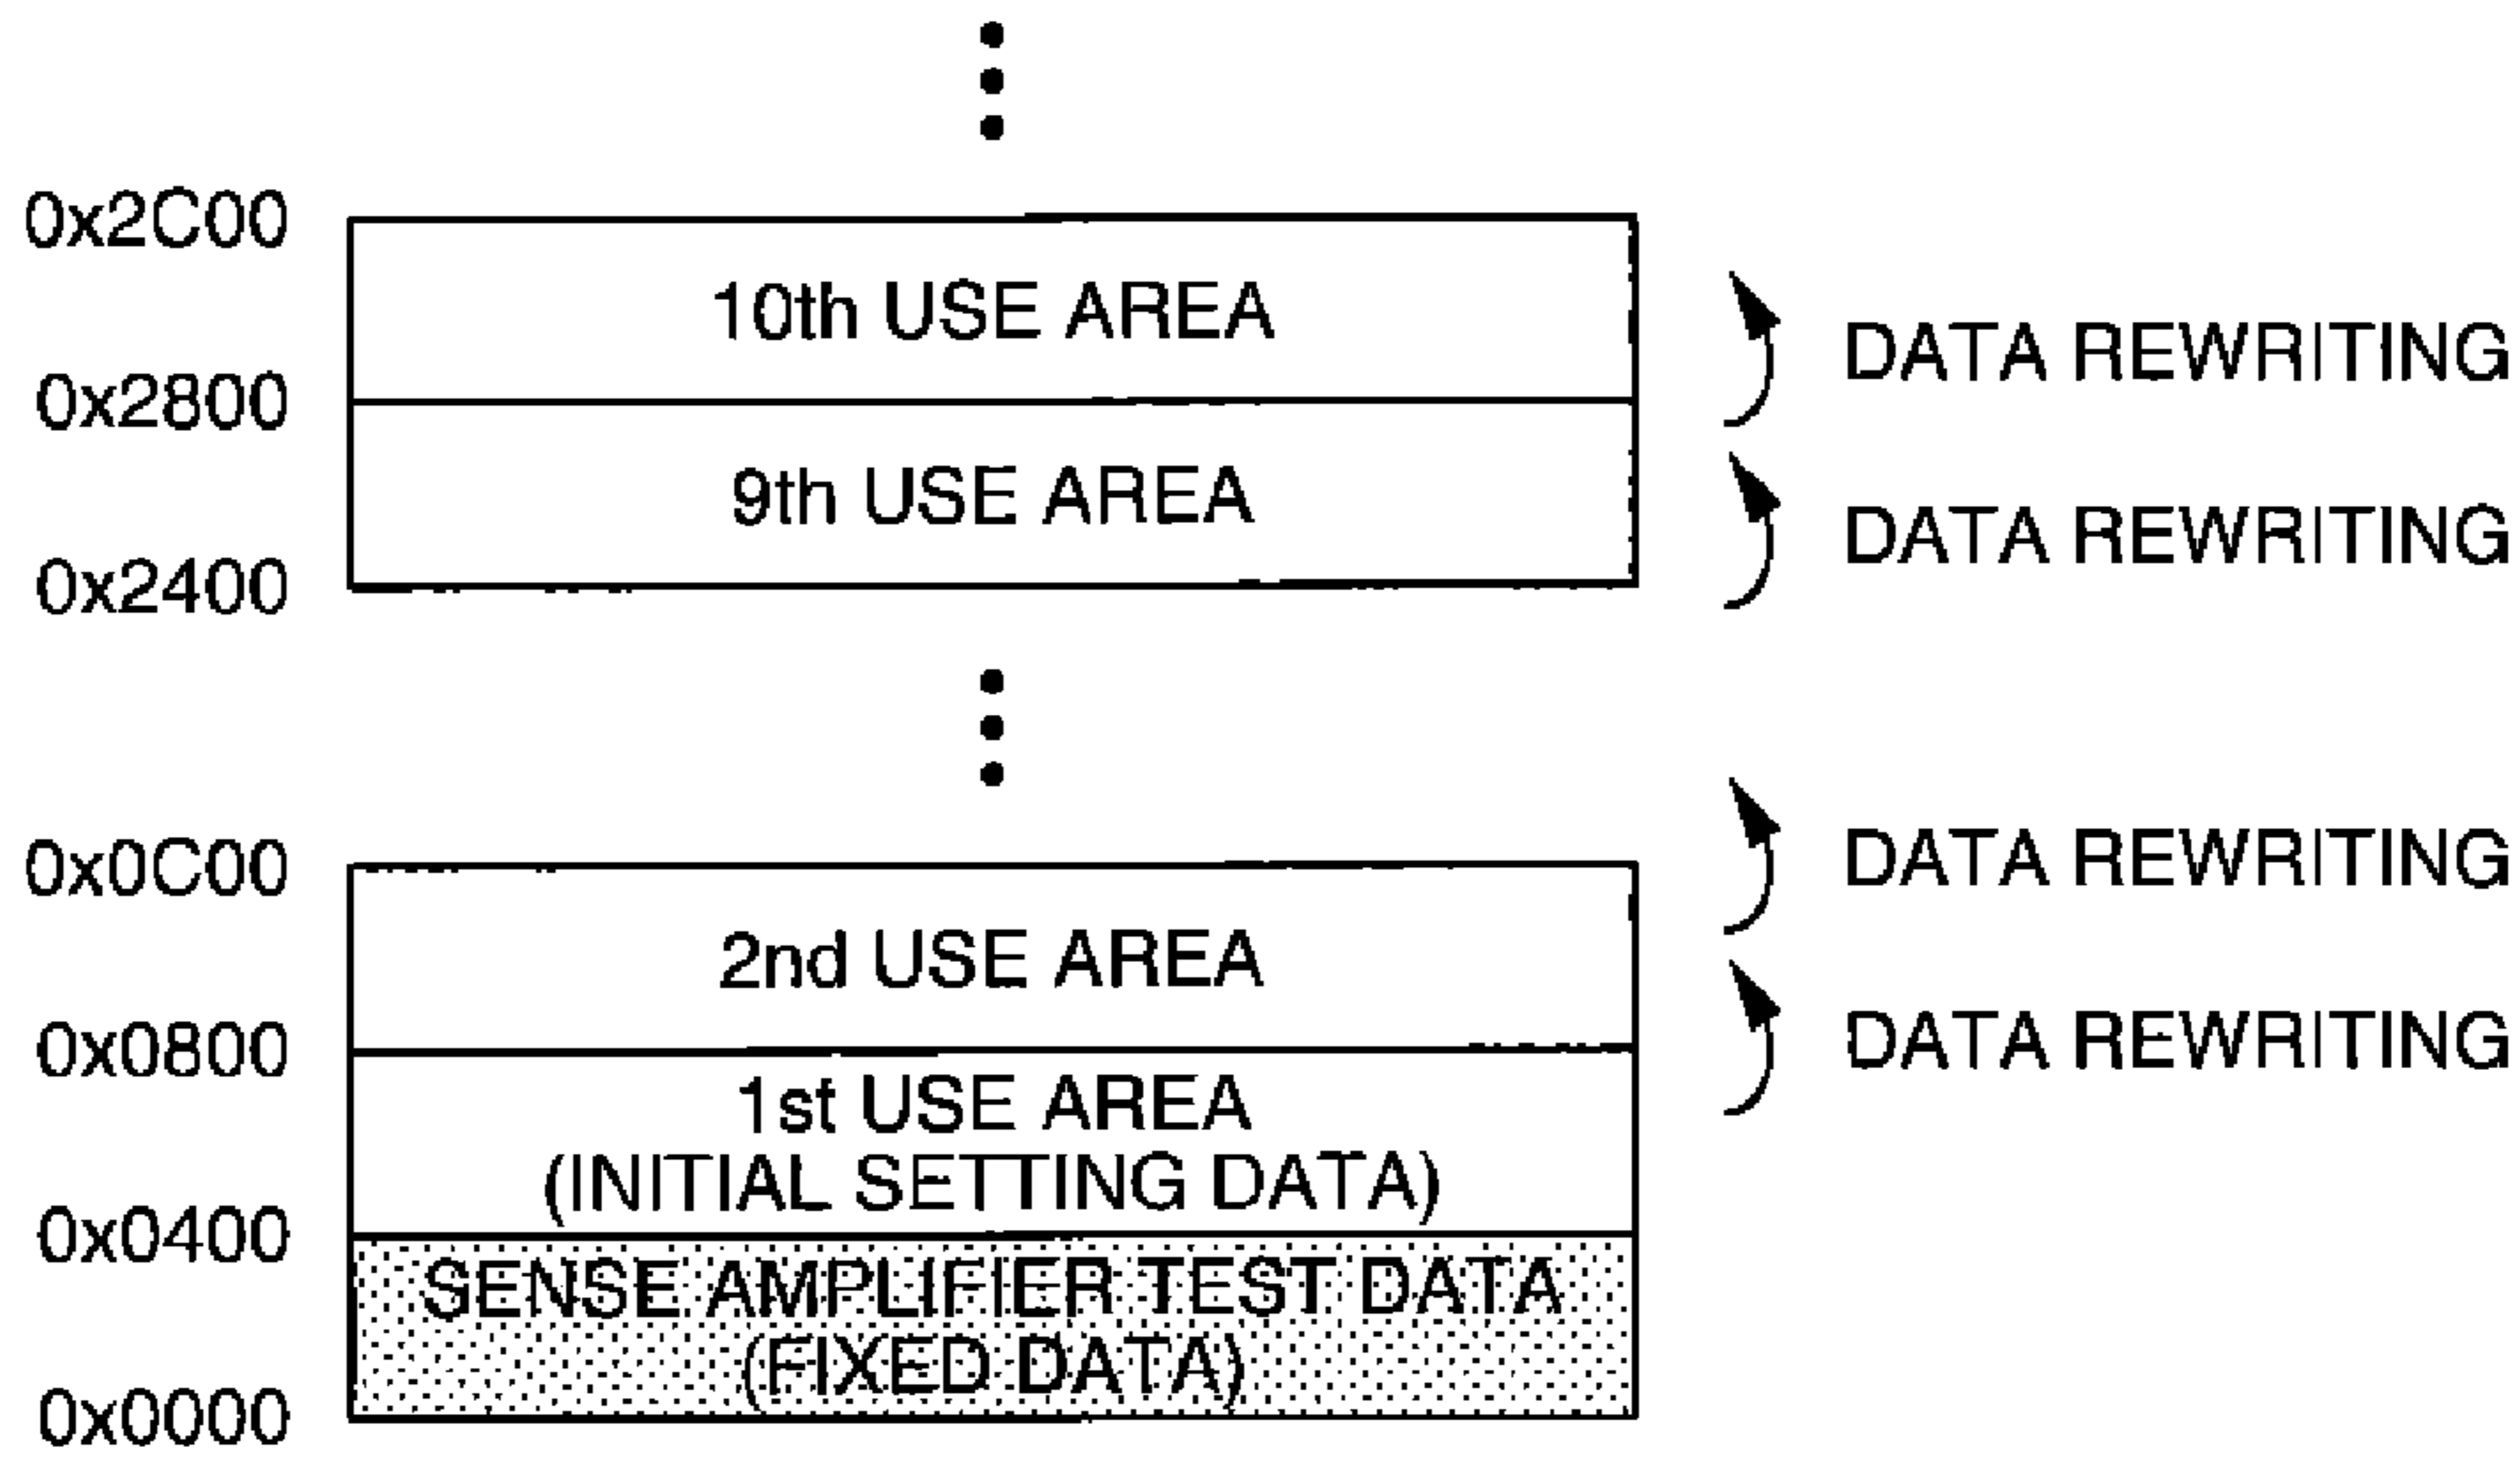 0x2C00
10th USE AREA
DATA REWRITING
0x2800
9th USE AREA
DATA REWRITING
0x2400
0x0C00
DATA REWRITING
2nd USE AREA
0x0800
DATA REWRITING
1st USE AREA
(INITIAL SETTING DATA)
0x0400
SENSE AMPLIFIER TEST DATA
(FIXED DATA)
0x0000